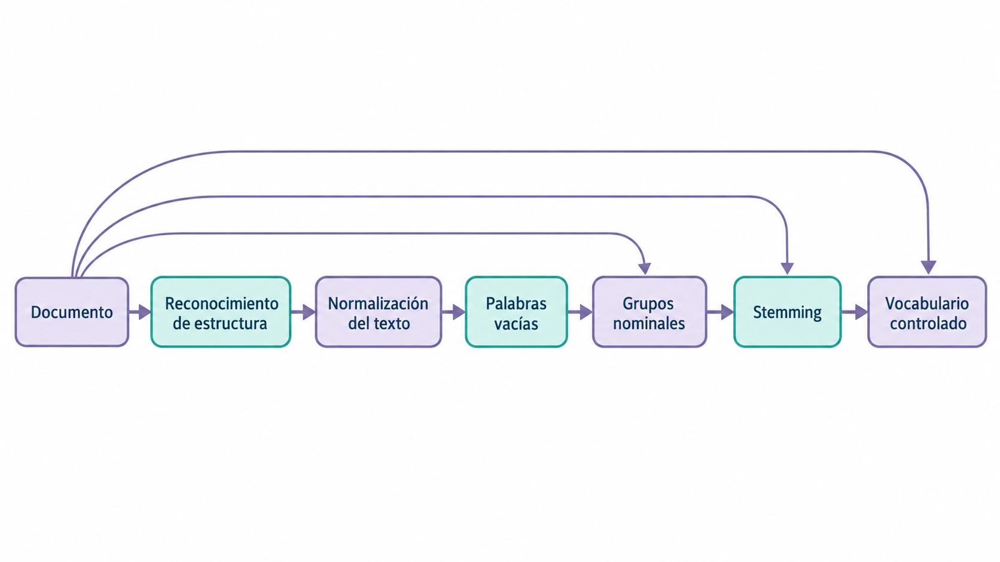 Documento
Reconocimiento
de estructura
Normalización
del texto
Palabras
vacías
Grupos
nominales
Stemming
Vocabulario
controlado